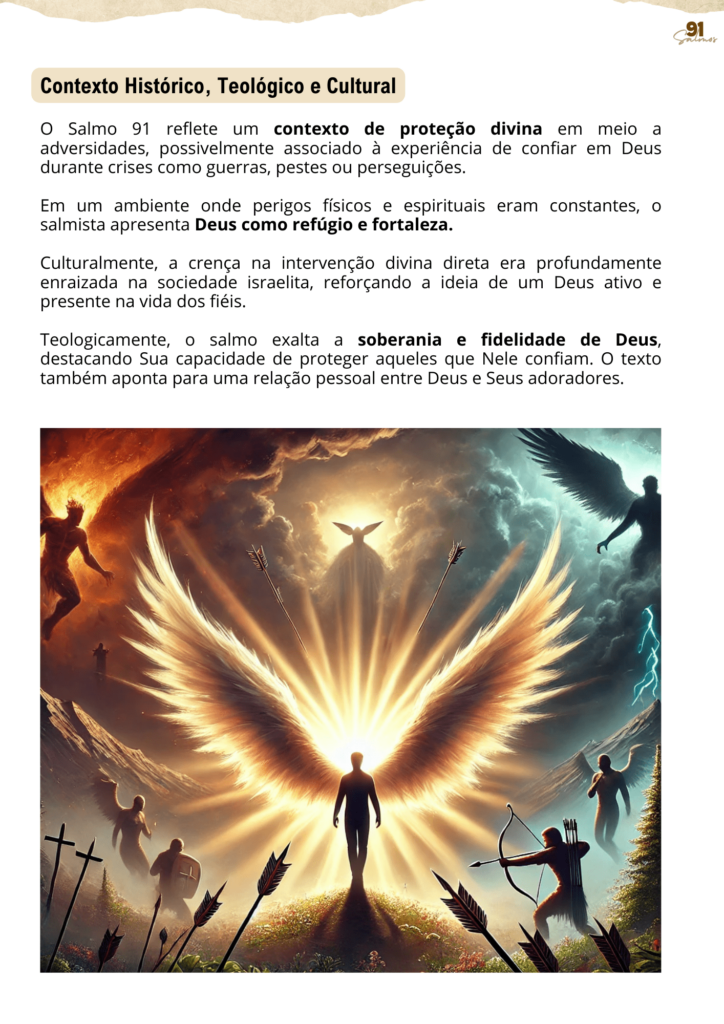 91
Salmos
Contexto Histórico, Teológico e Cultural
O Salmo 91 reflete um contexto de proteção divina em meio a
adversidades, possivelmente associado à experiência de confiar em Deus
durante crises como guerras, pestes ou perseguições.
Em um ambiente onde perigos físicos e espirituais eram constantes, o
salmista apresenta Deus como refúgio e fortaleza.
Culturalmente, a crença na intervenção divina direta era profundamente
enraizada na sociedade israelita, reforçando a ideia de um Deus ativo e
presente na vida dos fiéis.
Teologicamente, o salmo exalta a soberania e fidelidade de Deus,
destacando Sua capacidade de proteger aqueles que Nele confiam. O texto
também aponta para uma relação pessoal entre Deus e Seus adoradores.